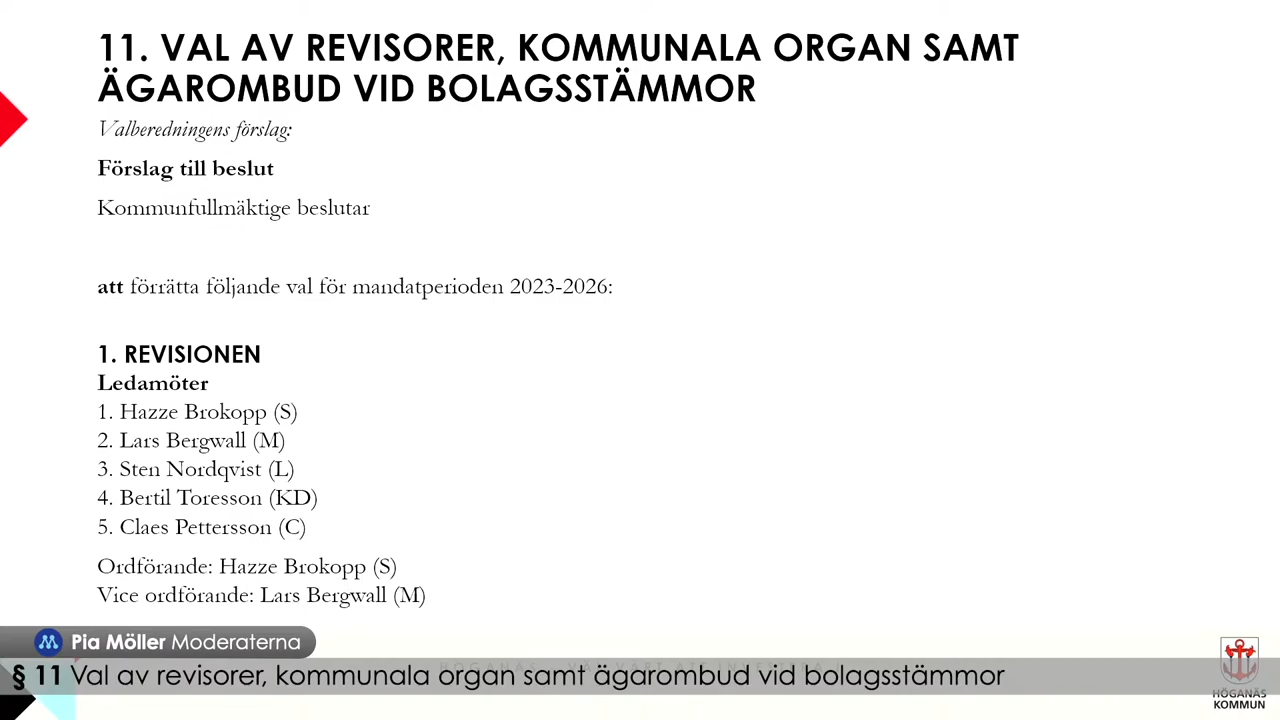 11. VAL AV REVISORER, KOMMUNALA ORGAN SAMT
ÄGAROMBUD VID BOLAGSSTÄMMOR
Valberedningens förslag:
Förslag till beslut
Kommunfullmäktige beslutar
att förrätta följande val för mandatperioden 2023-2026:
1. REVISIONEN
Ledamöter
1. Hazze Brokopp (S)
2. Lars Bergwall (M)
3. Sten Nordqvist (L)
4. Bertil Toresson (KD)
5. Claes Pettersson (C)
Ordförande: Hazze Brokopp (S)
Vice ordförande: Lars Bergwall (M)
Pia Möller Moderaterna
§ 11 Val av revisorer, kommunala organ samt ägarombud vid bolagsstämmor
HÖGANÄS
KOMMUN